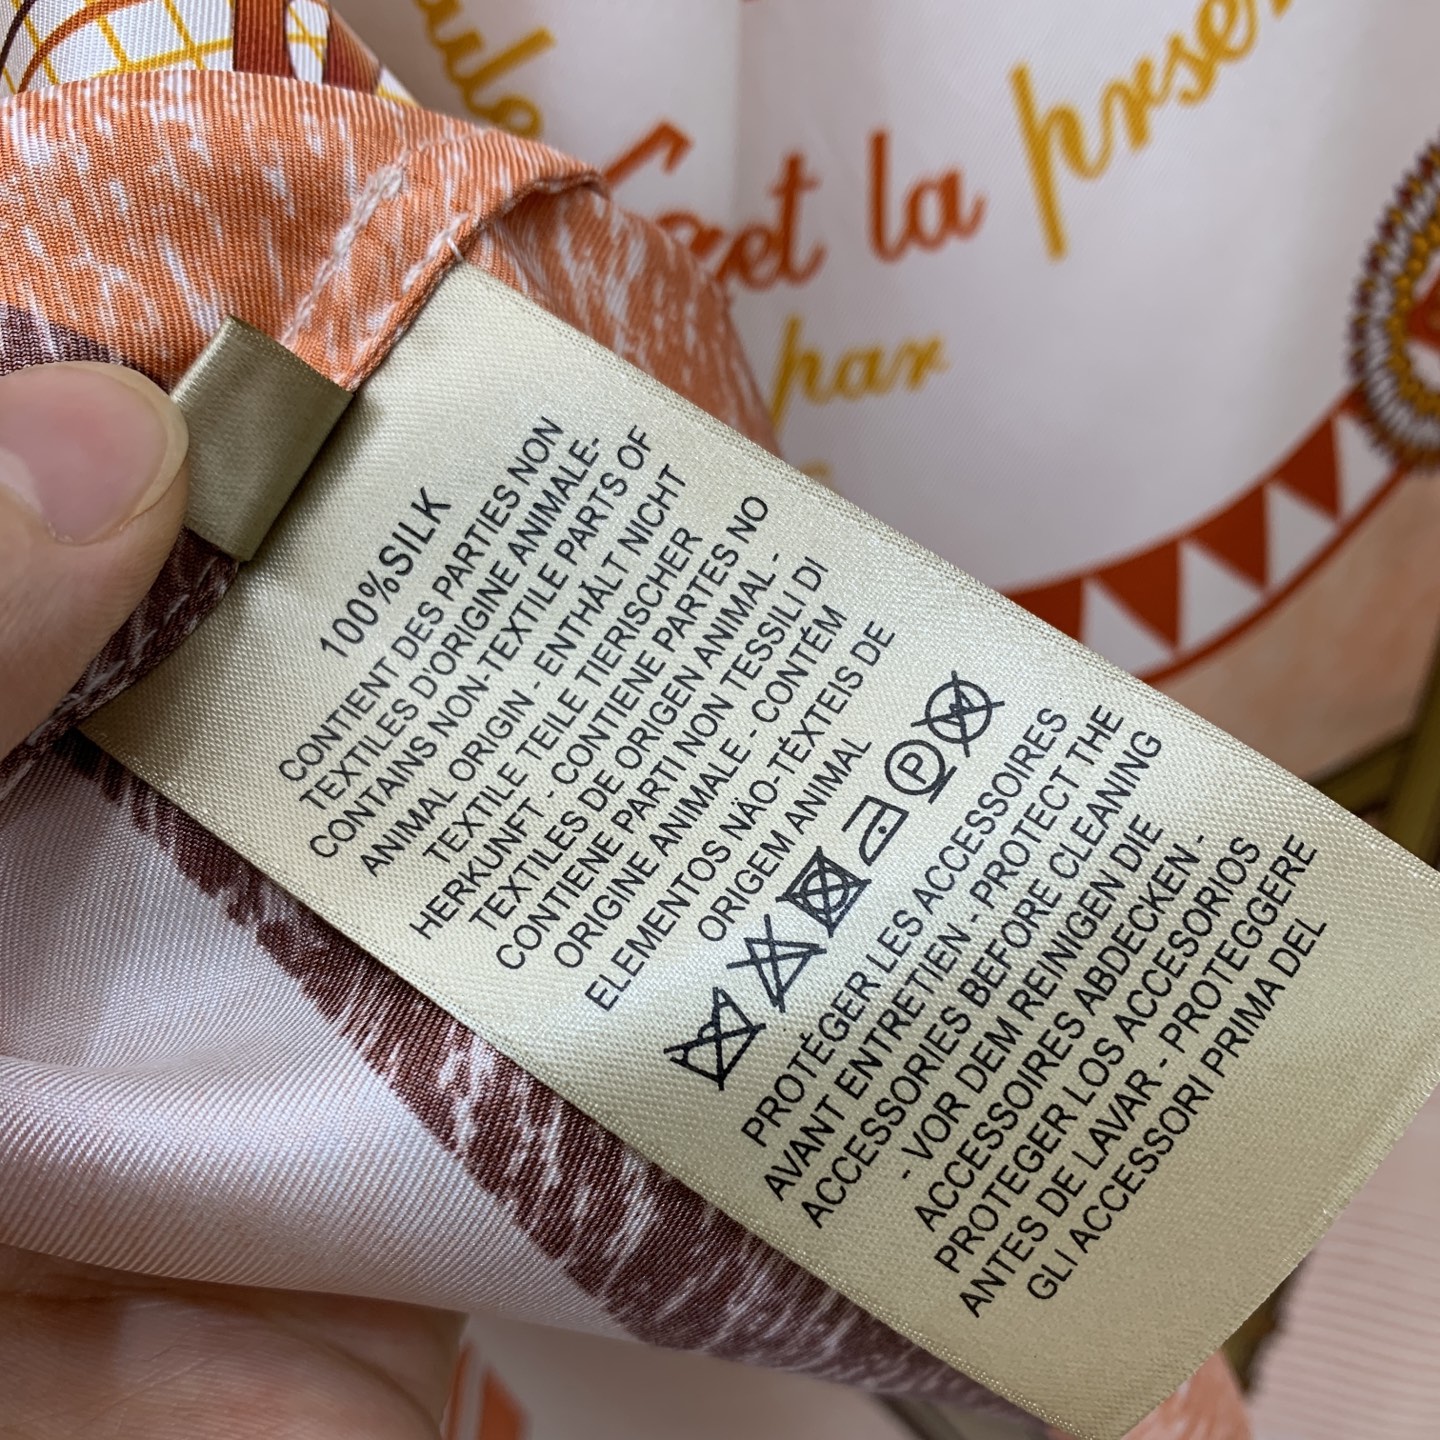 et la
par
100%SILK
CONTIENT DES PARTIES NON
TEXTILES D'ORIGINE ANIMALE-
CONTAINS NON-TEXTILE PARTS OF
ANIMAL ORIGIN - ENTHÄLT NICHT
TEXTILE TEILE TIERISCHER
HERKUNFT - CONTIENE PARTES NO
TEXTILES DE ORIGEN ANIMAL -
CONTIENE PARTI NON TESSILI DI
ORIGINE ANIMALE - CONTÉM
ELEMENTOS NÃO-TÉXTEIS DE
ORIGEM ANIMAL
P
W
PROTÉGER LES ACCESSOIRES
AVANT ENTRETIEN - PROTECT THE
ACCESSORIES BEFORE CLEANING
- VOR DEM REINIGEN DIE
ACCESSOIRES ABDECKEN -
PROTEGER LOS ACCESORIOS
ANTES DE LAVAR - PROTEGGERE
GLI ACCESSORI PRIMA DEL